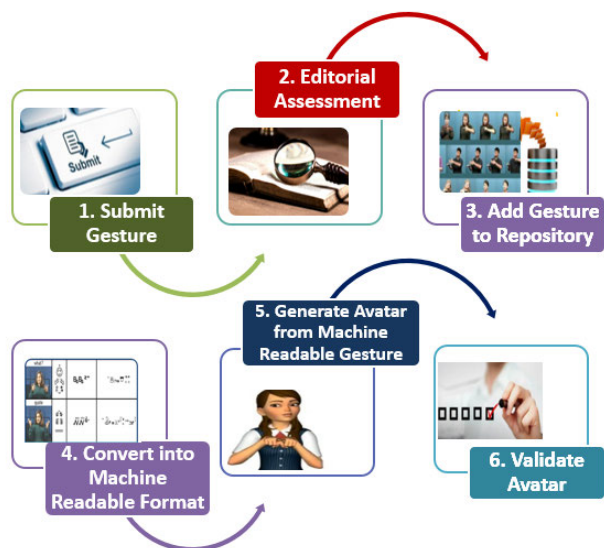 Submit
1. Submit
Gesture
2. Editorial
Assessment
3. Add Gesture
to Repository
4. Convert into
Machine
Readable Format
5. Generate Avatar
from Machine
Readable Gesture
6. Validate
Avatar